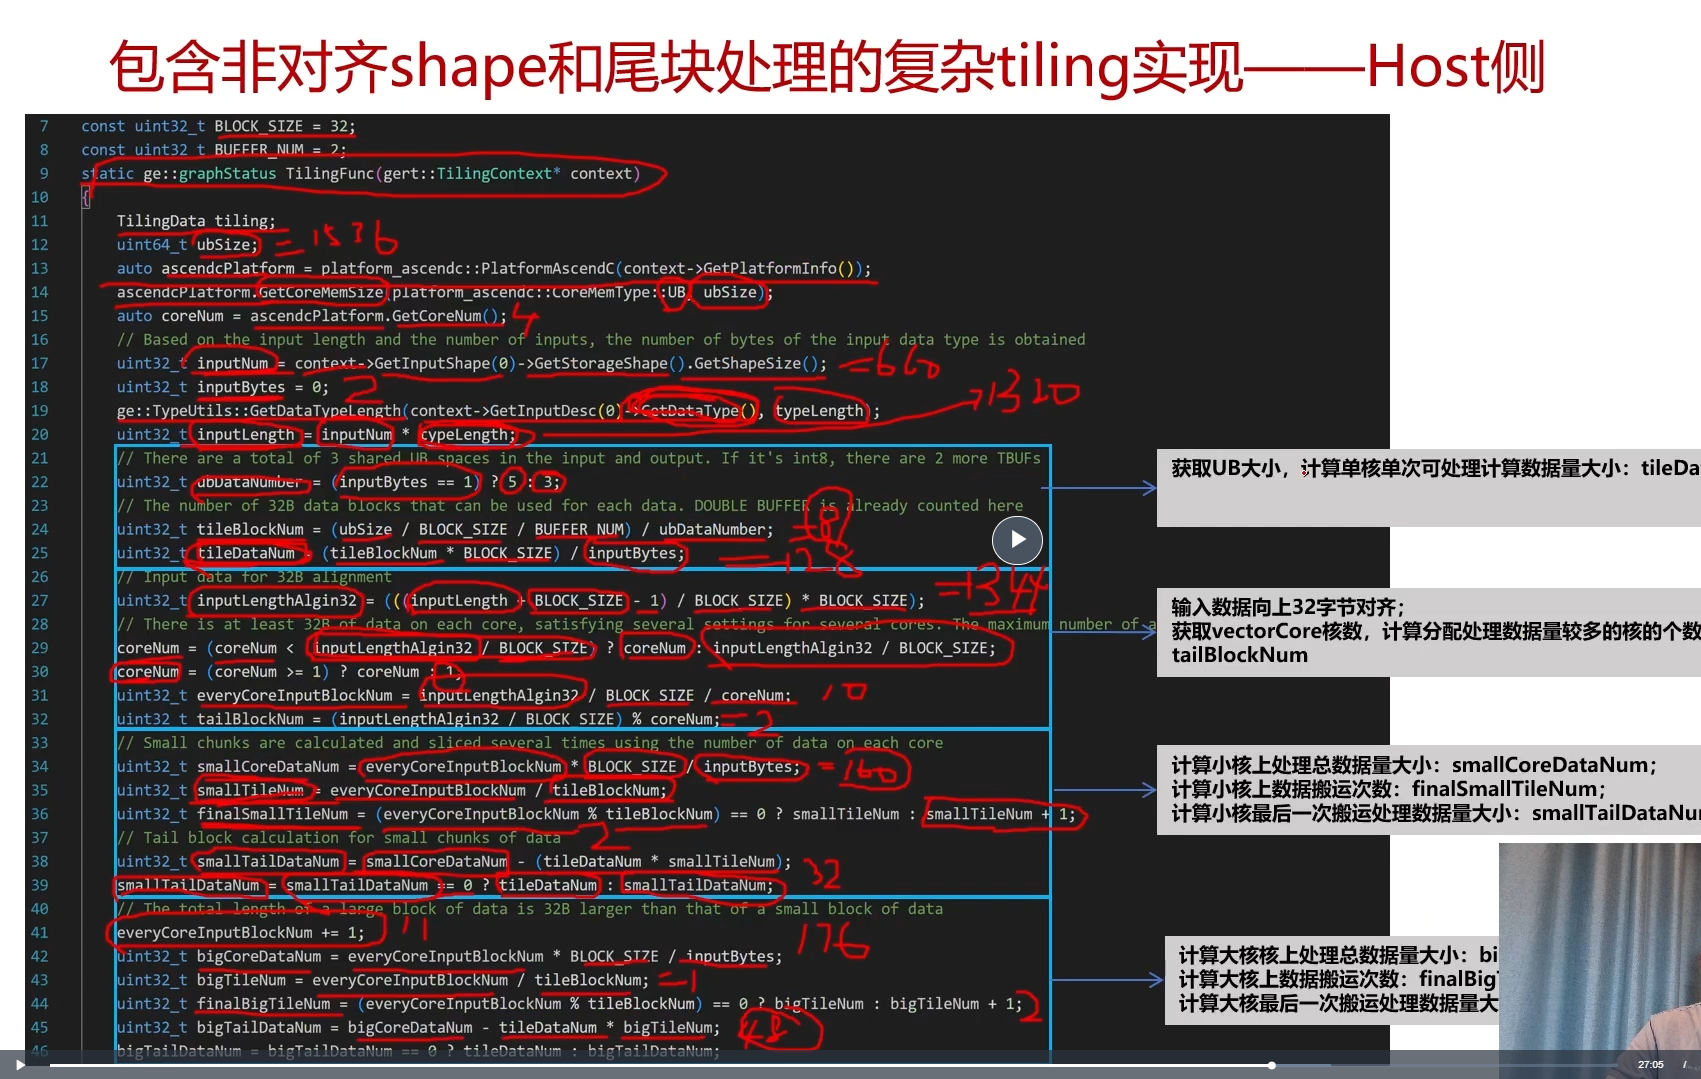 包含非对齐shape和尾块处理的复杂tiling实现——Host侧
7 const uint32_t BLOCK_SIZE = 32;
8 const uint32_t BUFFER_NUM = 2;
9 static ge::graphStatus TilingFunc(gert::TilingContext* context)
10 {
11 TilingData tiling;
12 uint64_t ubSize; =1536
13 auto ascendcPlatform = platform_ascendc::PlatformAscendC(context->GetPlatformInfo());
14 ascendcPlatform.GetCoreMemSize(platform_ascendc::CoreMemType::UB, ubSize);
15 auto coreNum = ascendcPlatform.GetCoreNum(); 4
16 // Based on the input length and the number of inputs, the number of bytes of the input data type is obtained
17 uint32_t inputNum = context->GetInputShape(0)->GetStorageShape().GetShapeSize(); =660
18 uint32_t inputBytes = 0; 2
19 ge::TypeUtils::GetDataTypeLength(context->GetInputDesc(0)->GetDataType(), typeLength); 1320
20 uint32_t inputLength = inputNum * typeLength;
21 // There are a total of 3 shared UB spaces in the input and output. If it's int8, there are 2 more TBUFs
22 uint32_t ubDataNumber = (inputBytes == 1) ? 5 : 3;
23 // The number of 32B data blocks that can be used for each data. DOUBLE BUFFER is already counted here
24 uint32_t tileBlockNum = (ubSize / BLOCK_SIZE / BUFFER_NUM) / ubDataNumber; =8
25 uint32_t tileDataNum = (tileBlockNum * BLOCK_SIZE) / inputBytes; =128
26 // Input data for 32B alignment
27 uint32_t inputLengthAlgin32 = (((inputLength + BLOCK_SIZE - 1) / BLOCK_SIZE) * BLOCK_SIZE); =1344
28 // There is at least 32B of data on each core, satisfying several settings for several cores. The maximum number of a
29 coreNum = (coreNum < (inputLengthAlgin32 / BLOCK_SIZE) ? coreNum : inputLengthAlgin32 / BLOCK_SIZE;
30 coreNum = (coreNum >= 1) ? coreNum : 1;
31 uint32_t everyCoreInputBlockNum = inputLengthAlgin32 / BLOCK_SIZE / coreNum; 10
32 uint32_t tailBlockNum = (inputLengthAlgin32 / BLOCK_SIZE) % coreNum; =2
33 // Small chunks are calculated and sliced several times using the number of data on each core
34 uint32_t smallCoreDataNum = everyCoreInputBlockNum * BLOCK_SIZE / inputBytes; =160
35 uint32_t smallTileNum = everyCoreInputBlockNum / tileBlockNum;
36 uint32_t finalSmallTileNum = (everyCoreInputBlockNum % tileBlockNum) == 0 ? smallTileNum : smallTileNum + 1;
37 // Tail block calculation for small chunks of data 2
38 uint32_t smallTailDataNum = smallCoreDataNum - (tileDataNum * smallTileNum);
39 smallTailDataNum = smallTailDataNum == 0 ? tileDataNum : smallTailDataNum; 32
40 // The total length of a large block of data is 32B larger than that of a small block of data
41 everyCoreInputBlockNum += 1; 11
42 uint32_t bigCoreDataNum = everyCoreInputBlockNum * BLOCK_SIZE / inputBytes; 176
43 uint32_t bigTileNum = everyCoreInputBlockNum / tileBlockNum; =1
44 uint32_t finalBigTileNum = (everyCoreInputBlockNum % tileBlockNum) == 0 ? bigTileNum : bigTileNum + 1; 2
45 uint32_t bigTailDataNum = bigCoreDataNum - tileDataNum * bigTileNum; 48
46 bigTailDataNum = bigTailDataNum == 0 ? tileDataNum : bigTailDataNum;
获取UB大小，计算单核单次可处理计算数据量大小：tileDa
输入数据向上32字节对齐；
获取vectorCore核数，计算分配处理数据量较多的核的个数
tailBlockNum
计算小核上处理总数据量大小：smallCoreDataNum；
计算小核上数据搬运次数：finalSmallTileNum；
计算小核最后一次搬运处理数据量大小：smallTailDataNu
计算大核核上处理总数据量大小：bi
计算大核上数据搬运次数：finalBig
计算大核最后一次搬运处理数据量大
27:05 /